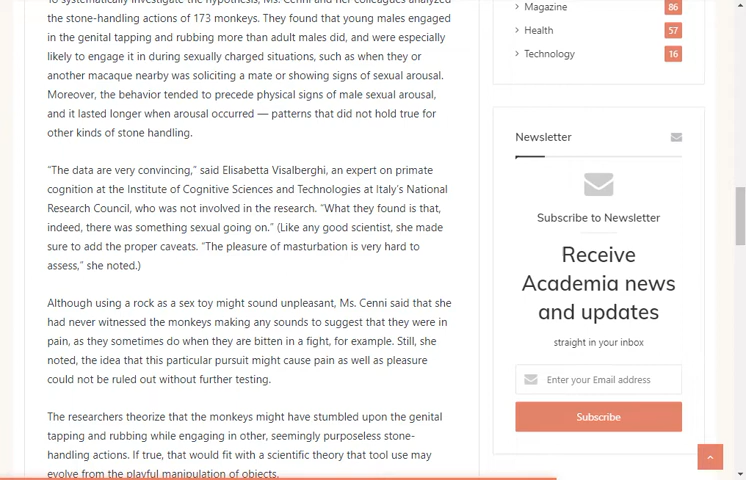 To systematically investigate the hypothesis, Ms. Cenni and her colleagues analyzed
the stone-handling actions of 173 monkeys. They found that young males engaged
in the genital tapping and rubbing more than adult males did, and were especially
likely to engage it in during sexually charged situations, such as when they or
another macaque nearby was soliciting a mate or showing signs of sexual arousal.
Moreover, the behavior tended to precede physical signs of male sexual arousal,
and it lasted longer when arousal occurred — patterns that did not hold true for
other kinds of stone handling.
“The data are very convincing,” said Elisabetta Visalberghi, an expert on primate
cognition at the Institute of Cognitive Sciences and Technologies at Italy’s National
Research Council, who was not involved in the research. “What they found is that,
indeed, there was something sexual going on.” (Like any good scientist, she made
sure to add the proper caveats. “The pleasure of masturbation is very hard to
assess,” she noted.)
Although using a rock as a sex toy might sound unpleasant, Ms. Cenni said that she
had never witnessed the monkeys making any sounds to suggest that they were in
pain, as they sometimes do when they are bitten in a fight, for example. Still, she
noted, the idea that this particular pursuit might cause pain as well as pleasure
could not be ruled out without further testing.
The researchers theorize that the monkeys might have stumbled upon the genital
tapping and rubbing while engaging in other, seemingly purposeless stone-
handling actions. If true, that would fit with a scientific theory that tool use may
evolve from the playful manipulation of objects.
Magazine 86
Health 57
Technology 16
Newsletter
Subscribe to Newsletter
Receive
Academia news
and updates
straight in your inbox
Enter your Email address
Subscribe